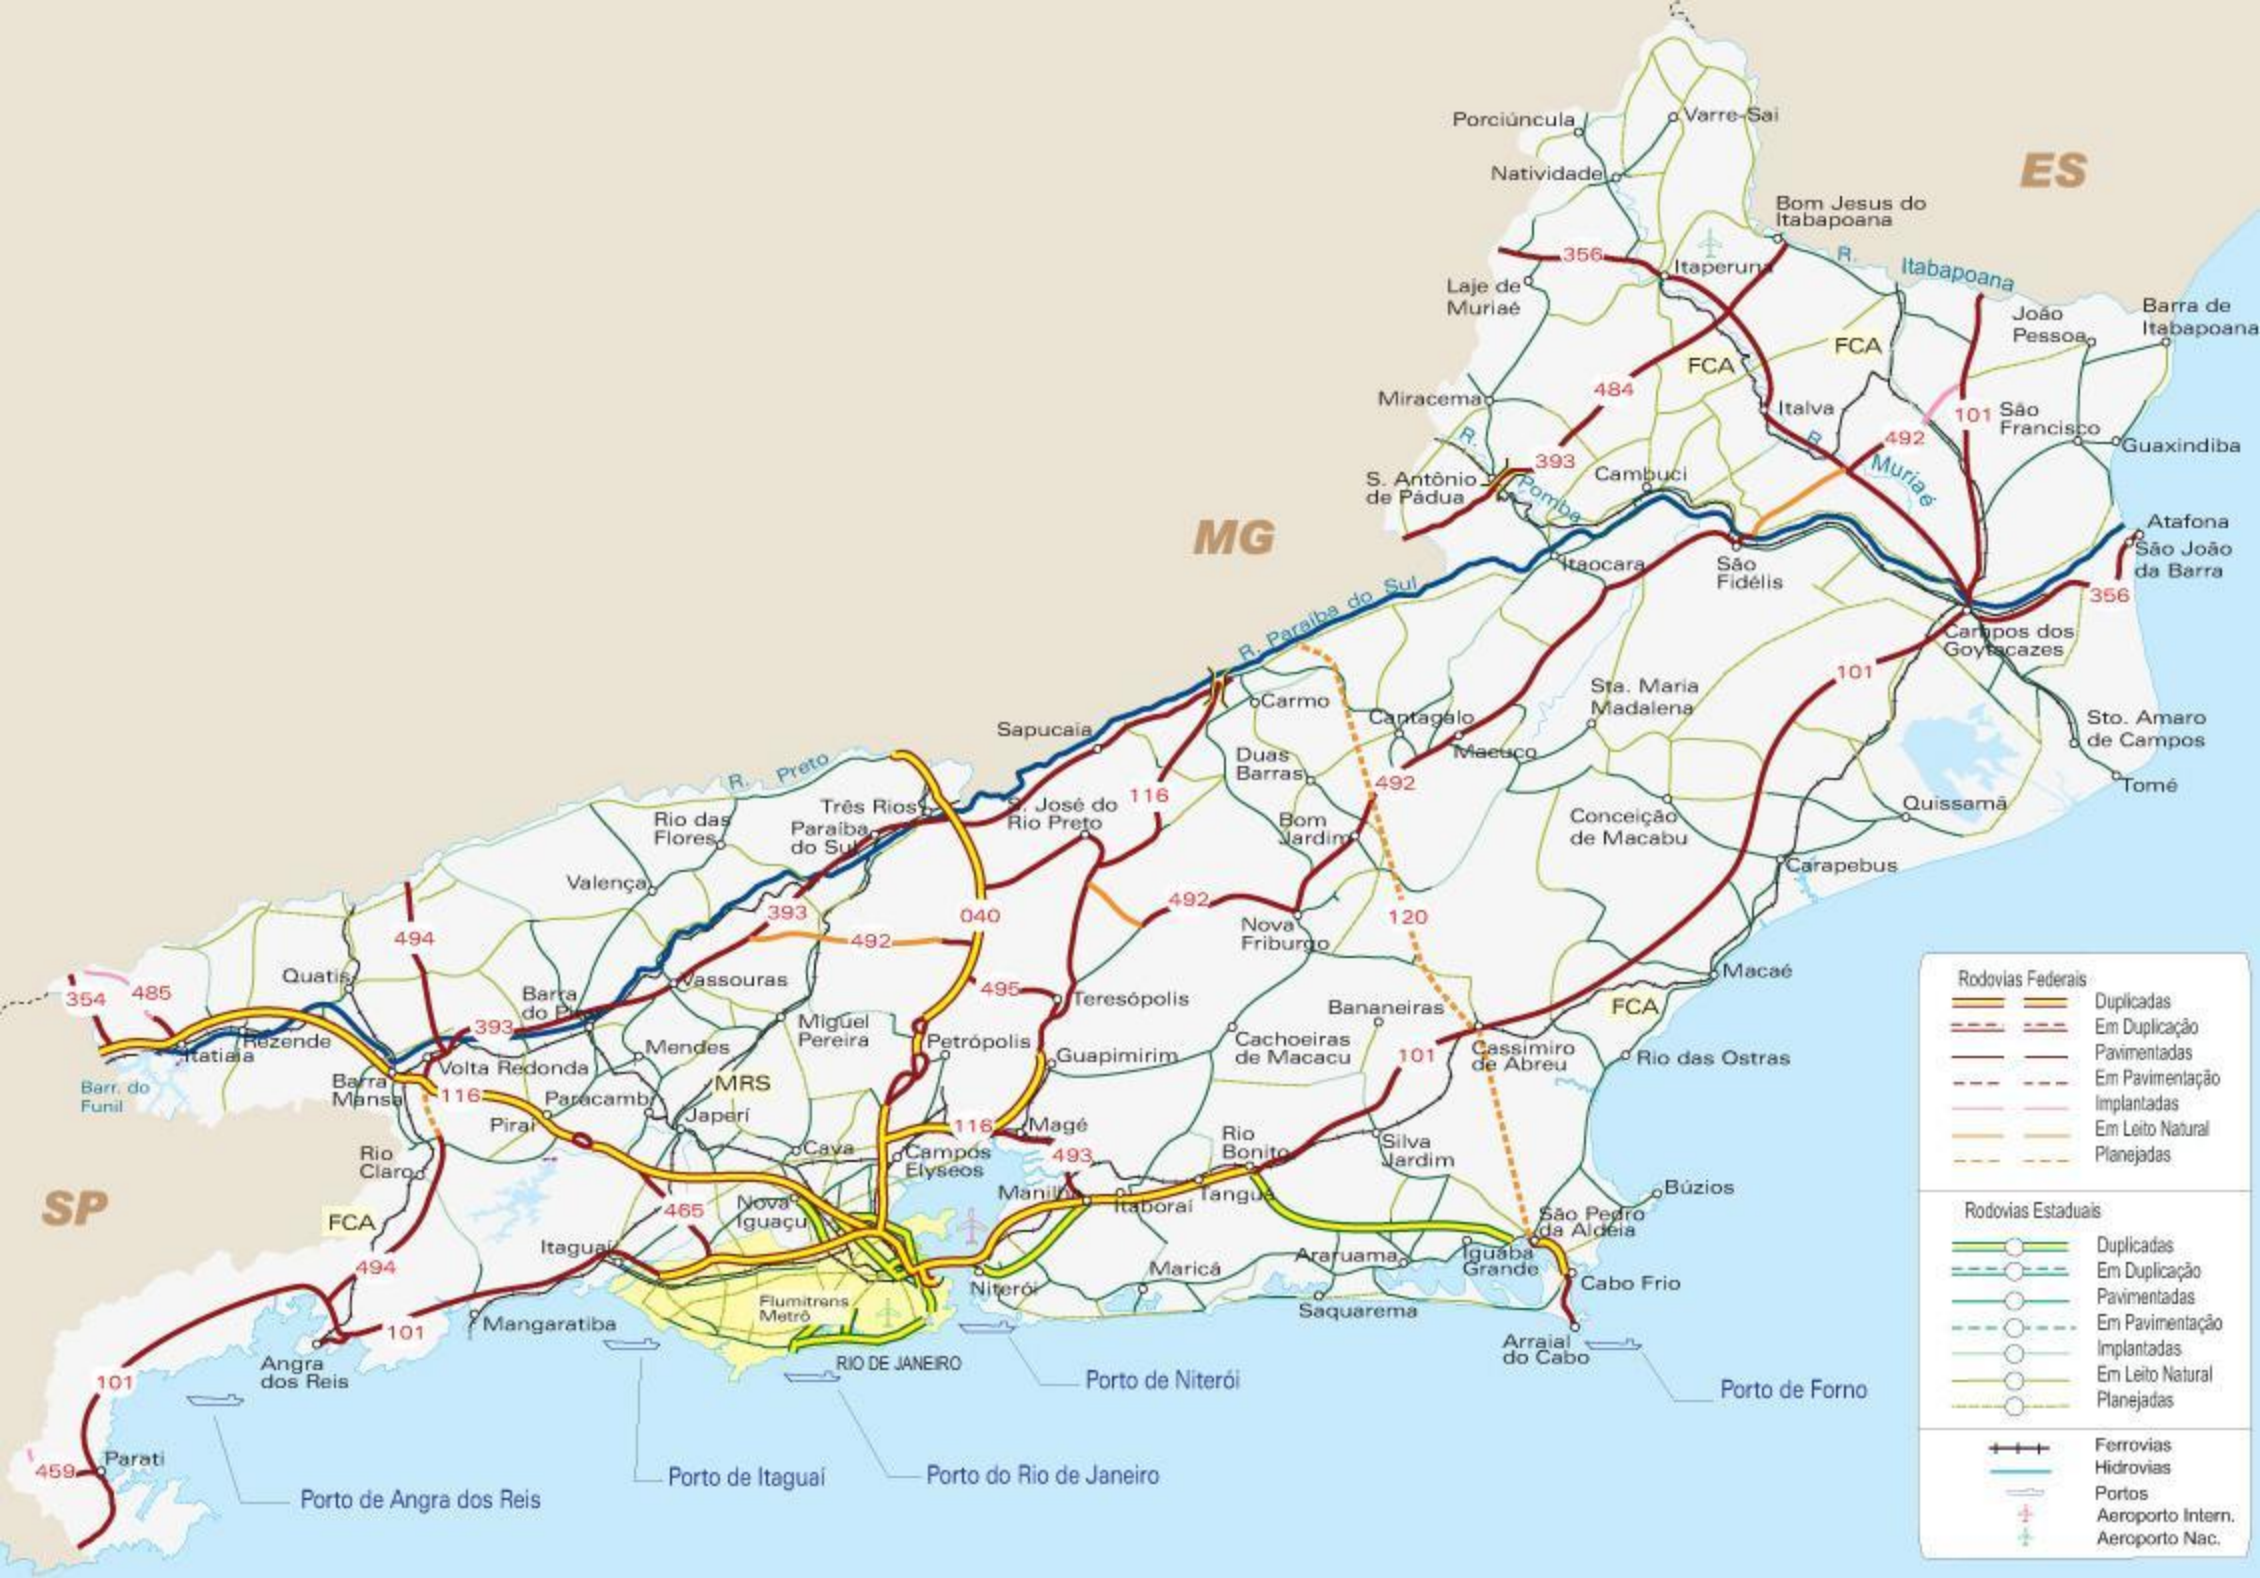 Porciúncula
Varre-Sai
Natividade
ES
Bom Jesus do
Itabapoana
356
Itaperuna
R. Itabapoana
Laje de
Muriaé
João
Pessoa
Barra de
Itabapoana
FCA
FCA
484
Miracema
Italva
101
São
Francisco
R.
R.
492
Guaxindiba
393
Muriaé
S. Antônio
de Pádua
Pomba
Cambuci
MG
Atafona
São João
da Barra
Itaocara
São
Fidélis
356
R. Paraíba do Sul
Campos dos
Goytacazes
101
Carmo
Sta. Maria
Madalena
Cantagalo
Sapucaia
Macuco
Sto. Amaro
de Campos
Duas
Barras
R. Preto
492
Tomé
116
Três Rios
S. José do
Rio Preto
Quissamã
Rio das
Flores
Paraíba
do Sul
Bom
Jardim
Conceição
de Macabu
Carapebus
Valença
393
492
040
120
Nova
Friburgo
494
492
Quatis
Vassouras
Macaé
354
485
495
Teresópolis
Barra
do Piraí
Bananeiras
FCA
393
Miguel
Pereira
Rezende
Itatiaia
Petrópolis
Cachoeiras
de Macacu
Mendes
Guapimirim
101
Cassimiro
de Abreu
Rio das Ostras
Volta Redonda
Barr. do
Funil
Barra
Mansa
MRS
116
Paracambi
Japerí
Piraí
116
Magé
Rio
Bonito
Silva
Jardim
Cava
Campos
Elyseos
493
Rio
Claro
Manilha
Tanguá
Itaboraí
Búzios
SP
FCA
465
Nova
Iguaçu
São Pedro
da Aldeia
Itaguaí
Araruama
Iguaba
Grande
494
Maricá
Niterói
Cabo Frio
Flumitrens
Metrô
Saquarema
101
Mangaratiba
Arraial
do Cabo
Angra
dos Reis
RIO DE JANEIRO
101
Porto de Niterói
Porto de Forno
Parati
459
Porto de Itaguaí
Porto do Rio de Janeiro
Porto de Angra dos Reis
Rodovias Federais
Duplicadas
Em Duplicação
Pavimentadas
Em Pavimentação
Implantadas
Em Leito Natural
Planejadas
Rodovias Estaduais
Duplicadas
Em Duplicação
Pavimentadas
Em Pavimentação
Implantadas
Em Leito Natural
Planejadas
Ferrovias
Hidrovias
Portos
Aeroporto Intern.
Aeroporto Nac.